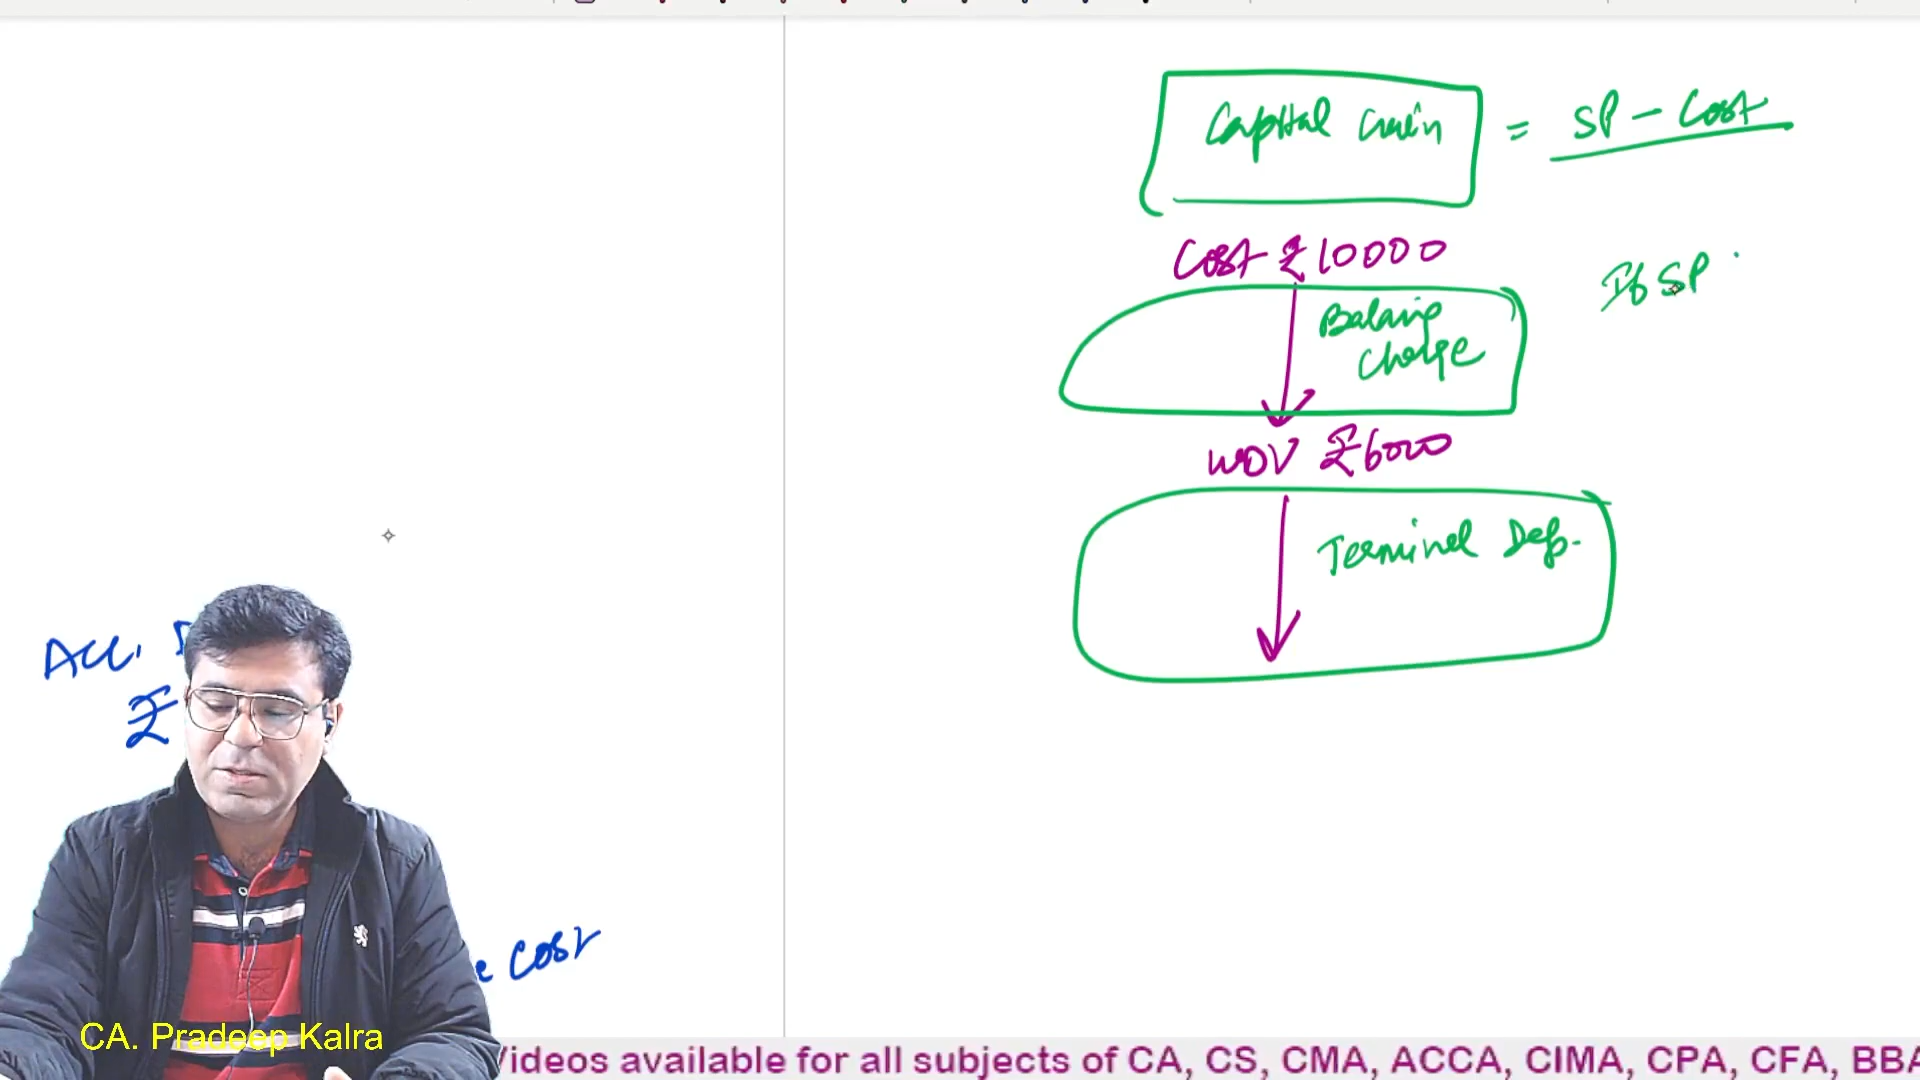 Capital Gain = SP - Cost
Cost ₹10000
If SP
Balancing
Charge
WDV ₹6000
Terminal Dep.
Acc.
₹
Cost
CA. Pradeep Kalra
Videos available for all subjects of CA, CS, CMA, ACCA, CIMA, CPA, CFA, BBA